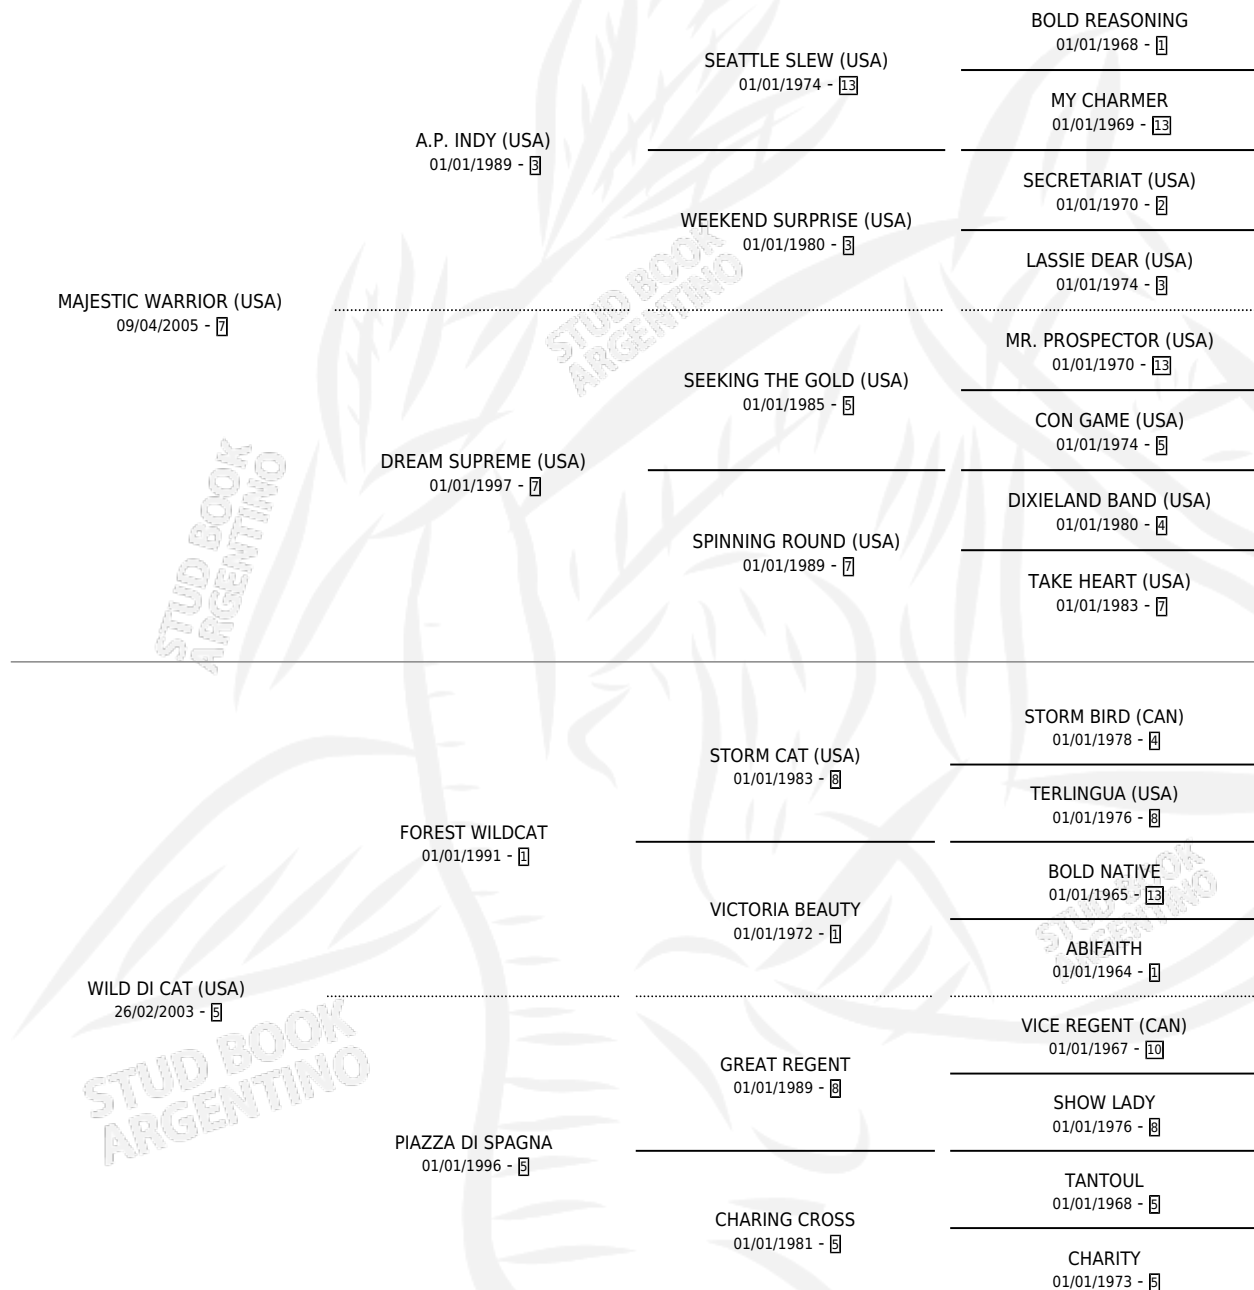 BOLD REASONING
01/01/1968 - 1
SEATTLE SLEW (USA)
01/01/1974 - 13
MY CHARMER
01/01/1969 - 13
A.P. INDY (USA)
01/01/1989 - 3
SECRETARIAT (USA)
01/01/1970 - 2
WEEKEND SURPRISE (USA)
01/01/1980 - 3
LASSIE DEAR (USA)
01/01/1974 - 3
MAJESTIC WARRIOR (USA)
09/04/2005 - 7
MR. PROSPECTOR (USA)
01/01/1970 - 13
SEEKING THE GOLD (USA)
01/01/1985 - 5
CON GAME (USA)
01/01/1974 - 5
DREAM SUPREME (USA)
01/01/1997 - 7
DIXIELAND BAND (USA)
01/01/1980 - 4
SPINNING ROUND (USA)
01/01/1989 - 7
TAKE HEART (USA)
01/01/1983 - 7
STORM BIRD (CAN)
01/01/1978 - 4
STORM CAT (USA)
01/01/1983 - 8
TERLINGUA (USA)
01/01/1976 - 8
FOREST WILDCAT
01/01/1991 - 1
BOLD NATIVE
01/01/1965 - 13
VICTORIA BEAUTY
01/01/1972 - 1
ABIFAITH
01/01/1964 - 1
WILD DI CAT (USA)
26/02/2003 - 5
VICE REGENT (CAN)
01/01/1967 - 10
GREAT REGENT
01/01/1989 - 8
SHOW LADY
01/01/1976 - 8
PIAZZA DI SPAGNA
01/01/1996 - 5
TANTOUL
01/01/1968 - 5
CHARING CROSS
01/01/1981 - 5
CHARITY
01/01/1973 - 5
STUD BOOK
ARGENTINO
STUD BOOK
ARGENTINO
STUD BOOK
ARGENTINO
STUD BOOK
ARGENTINO